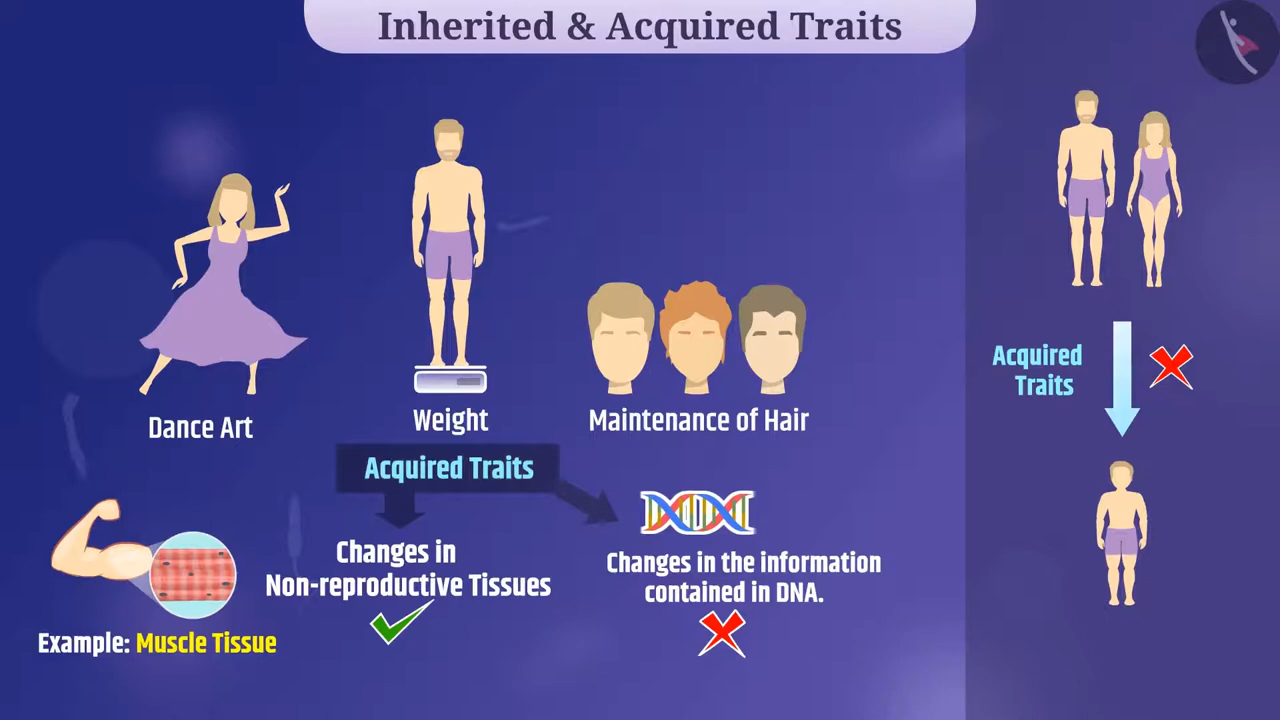 Inherited & Acquired Traits
Dance Art
Weight
Maintenance of Hair
Acquired Traits
Changes in
Non-reproductive Tissues
Changes in the information
contained in DNA.
Example: Muscle Tissue
Acquired
Traits